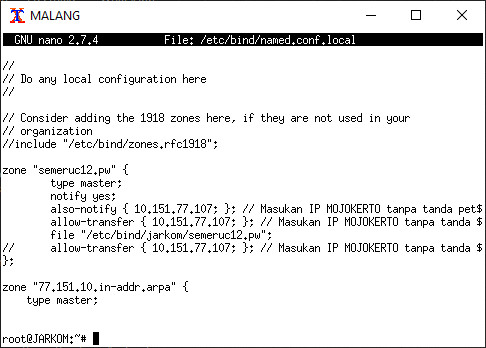 MALANG
GNU nano 2.7.4 File: /etc/bind/named.conf.local
//
// Do any local configuration here
//
// Consider adding the 1918 zones here, if they are not used in your
// organization
//include "/etc/bind/zones.rfc1918";
zone "semeruc12.pw" {
type master;
notify yes;
also-notify { 10.151.77.107; }; // Masukan IP MOJOKERTO tanpa tanda pet$
allow-transfer { 10.151.77.107; }; // Masukan IP MOJOKERTO tanpa tanda $
file "/etc/bind/jarkom/semeruc12.pw";
// allow-transfer { 10.151.77.107; }; // Masukan IP MOJOKERTO tanpa tanda $
};
zone "77.151.10.in-addr.arpa" {
type master;
root@JARKOM:~#